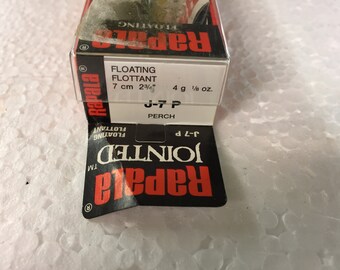 RAPALA
FLOATING
RAPALA®
FLOATING
FLOTTANT
7 cm 2¾" 4 g ⅛ oz.
J-7 P
PERCH
J-7 P
FLOATING
FLOTTANT
JOINTED™
RAPALA®